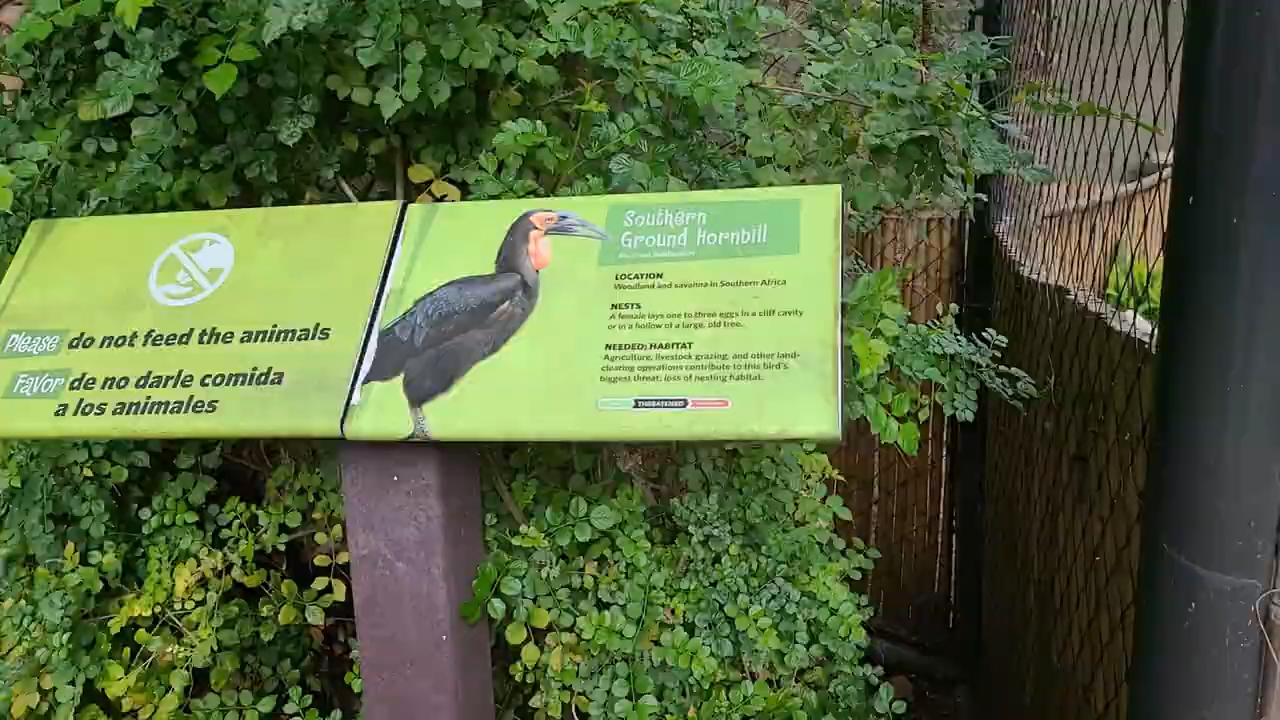 Please do not feed the animals
Favor de no darle comida
a los animales
Southern
Ground Hornbill
LOCATION
Woodland and savanna in Southern Africa
NESTS
A female lays one to three eggs in a cliff cavity
or in a hollow of a large, old tree.
NEEDED: HABITAT
Agriculture, livestock grazing, and other land-
clearing operations contribute to this bird's
biggest threat: loss of nesting habitat.
THREATENED